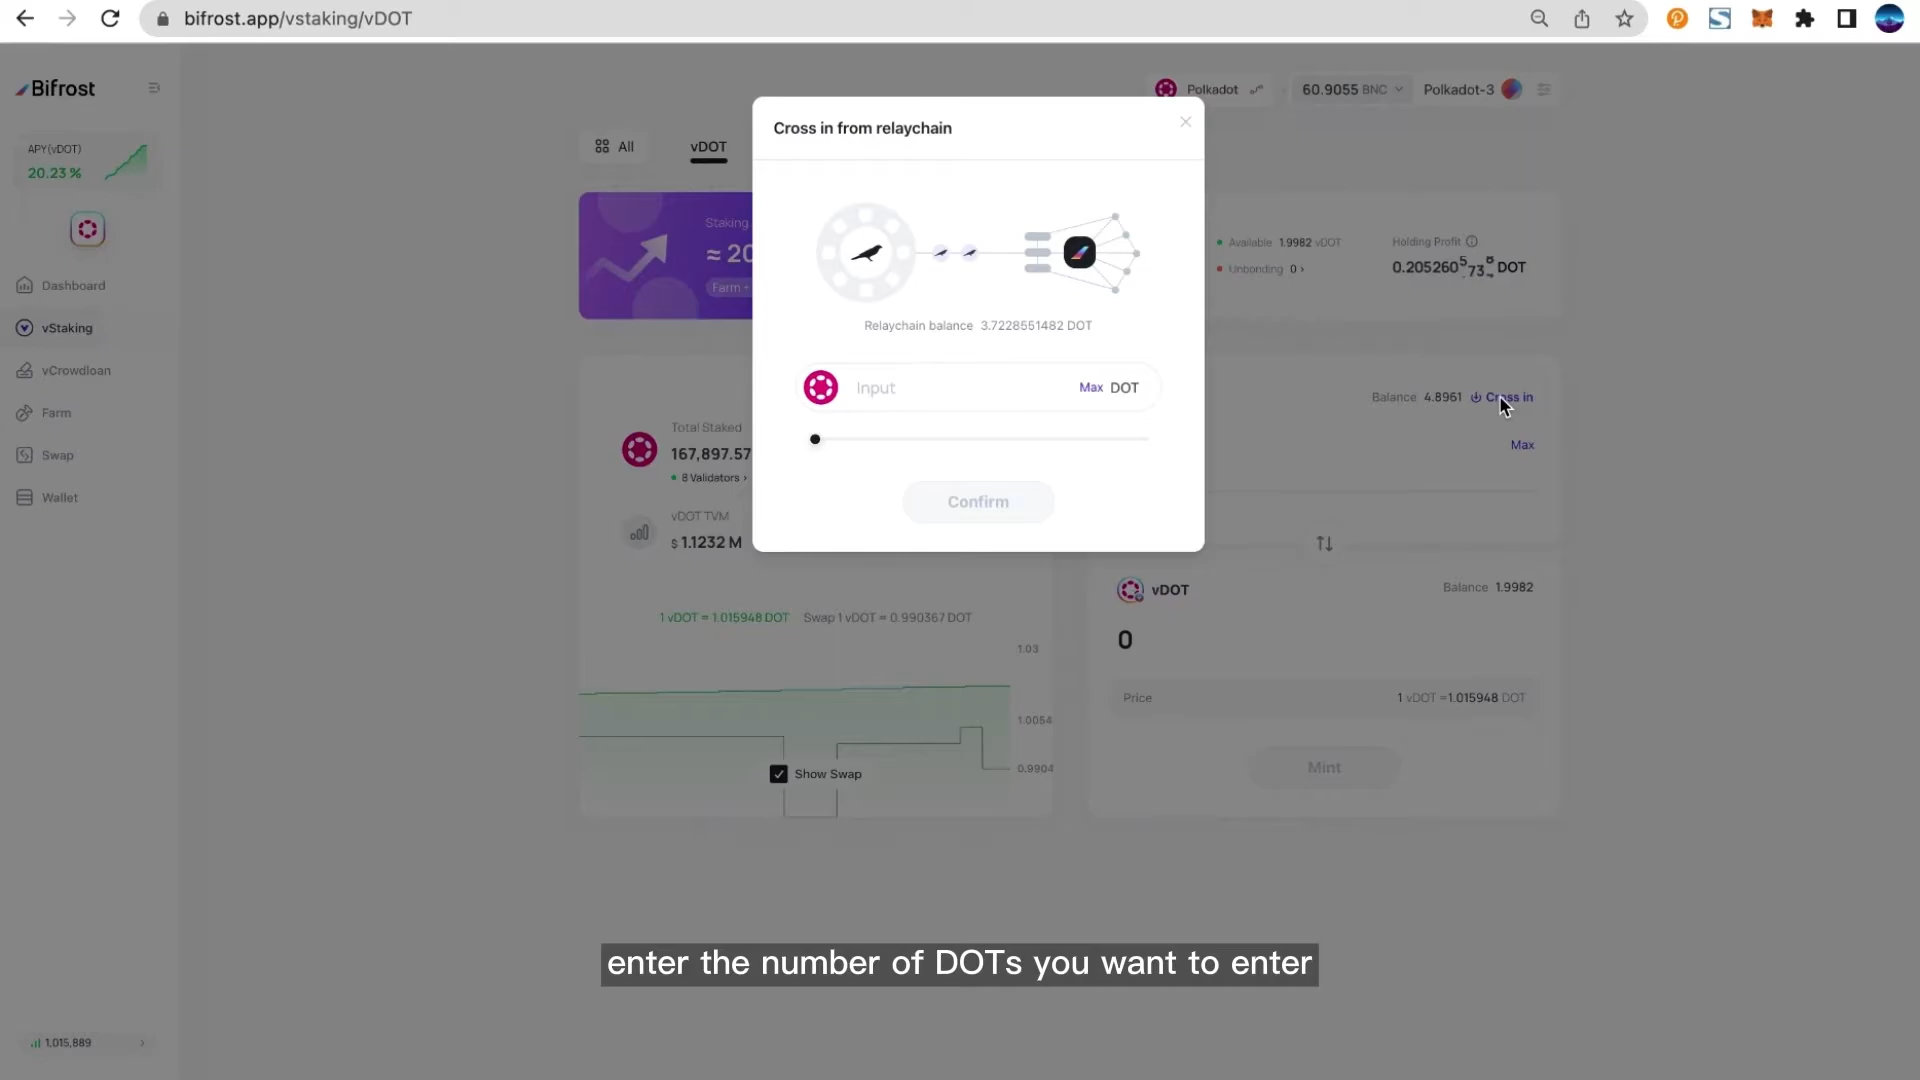 bifrost.app/vstaking/vDOT
Bifrost
Polkadot
60.9055 BNC
Polkadot-3
APY(vDOT)
20.23 %
Dashboard
vStaking
vCrowdloan
Farm
Swap
Wallet
1,015,889
All
vDOT
Staking
≈ 20
Farm +
Available 1.9982 vDOT
Unbonding 0 ›
Holding Profit
DOT
Cross in from relaychain
Relaychain balance 3.7228551482 DOT
Input
Max DOT
Confirm
Total Staked
167,897.57
8 Validators ›
vDOT TVM
$ 1.1232 M
1 vDOT = 1.015948 DOT
Swap 1 vDOT = 0.990367 DOT
1.03
1.0054
0.9904
Show Swap
Balance 4.8961
Cross in
Max
vDOT
Balance 1.9982
0
Price
1 vDOT =1.015948 DOT
Mint
enter the number of DOTs you want to enter